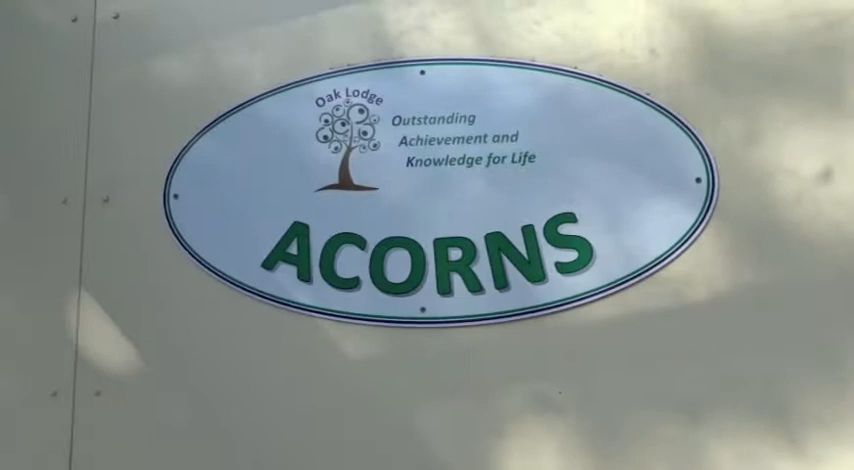 Oak Lodge
Outstanding
Achievement and
Knowledge for Life
ACORNS